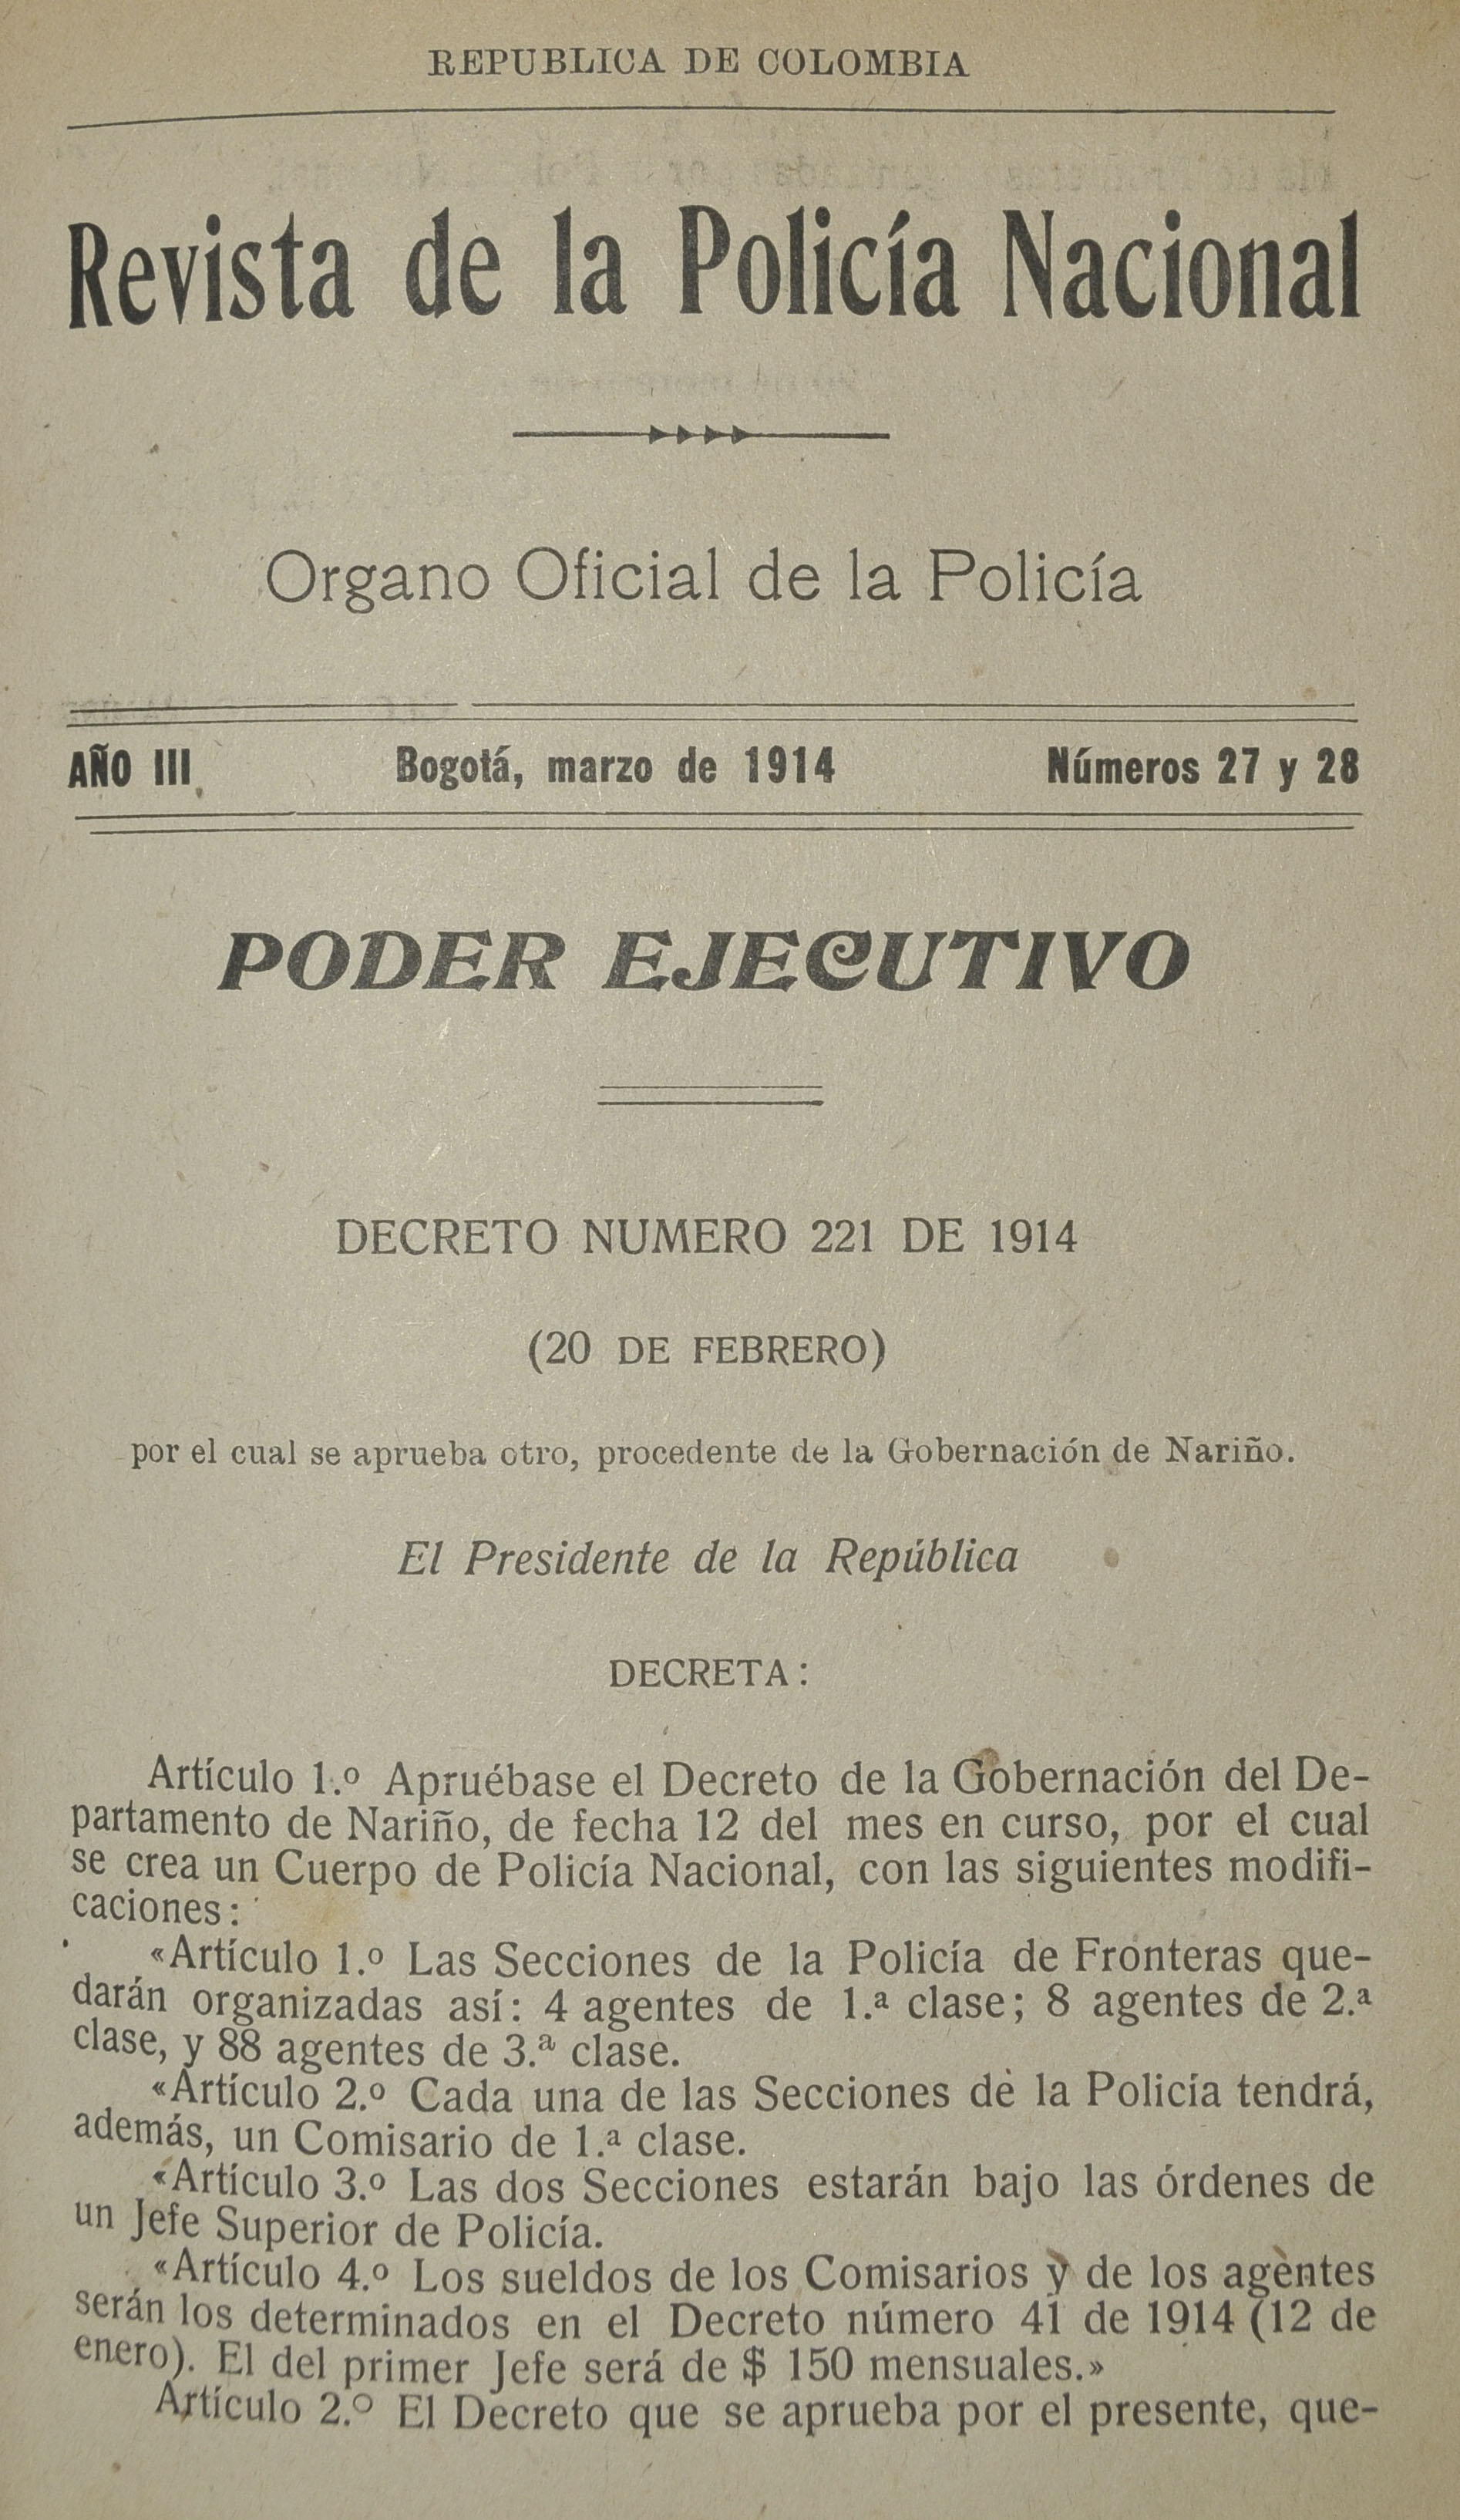 REPUBLICA DE COLOMBIA
Revista de la Policía Nacional
Organo Oficial de la Policía
AÑO III Bogotá, marzo de 1914 Números 27 y 28
PODER EJECUTIVO
DECRETO NUMERO 221 DE 1914
(20 DE FEBRERO)
por el cual se aprueba otro, procedente de la Gobernación de Nariño.
El Presidente de la República
DECRETA:
Artículo 1.º Apruébase el Decreto de la Gobernación del De-
partamento de Nariño, de fecha 12 del mes en curso, por el cual
se crea un Cuerpo de Policía Nacional, con las siguientes modifi-
caciones:
«Artículo 1.º Las Secciones de la Policía de Fronteras que-
darán organizadas así: 4 agentes de 1.ª clase; 8 agentes de 2.ª
clase, y 88 agentes de 3.ª clase.
«Artículo 2.º Cada una de las Secciones de la Policía tendrá,
además, un Comisario de 1.ª clase.
«Artículo 3.º Las dos Secciones estarán bajo las órdenes de
un Jefe Superior de Policía.
«Artículo 4.º Los sueldos de los Comisarios y de los agentes
serán los determinados en el Decreto número 41 de 1914 (12 de
enero). El del primer Jefe será de $ 150 mensuales.»
Artículo 2.º El Decreto que se aprueba por el presente, que-